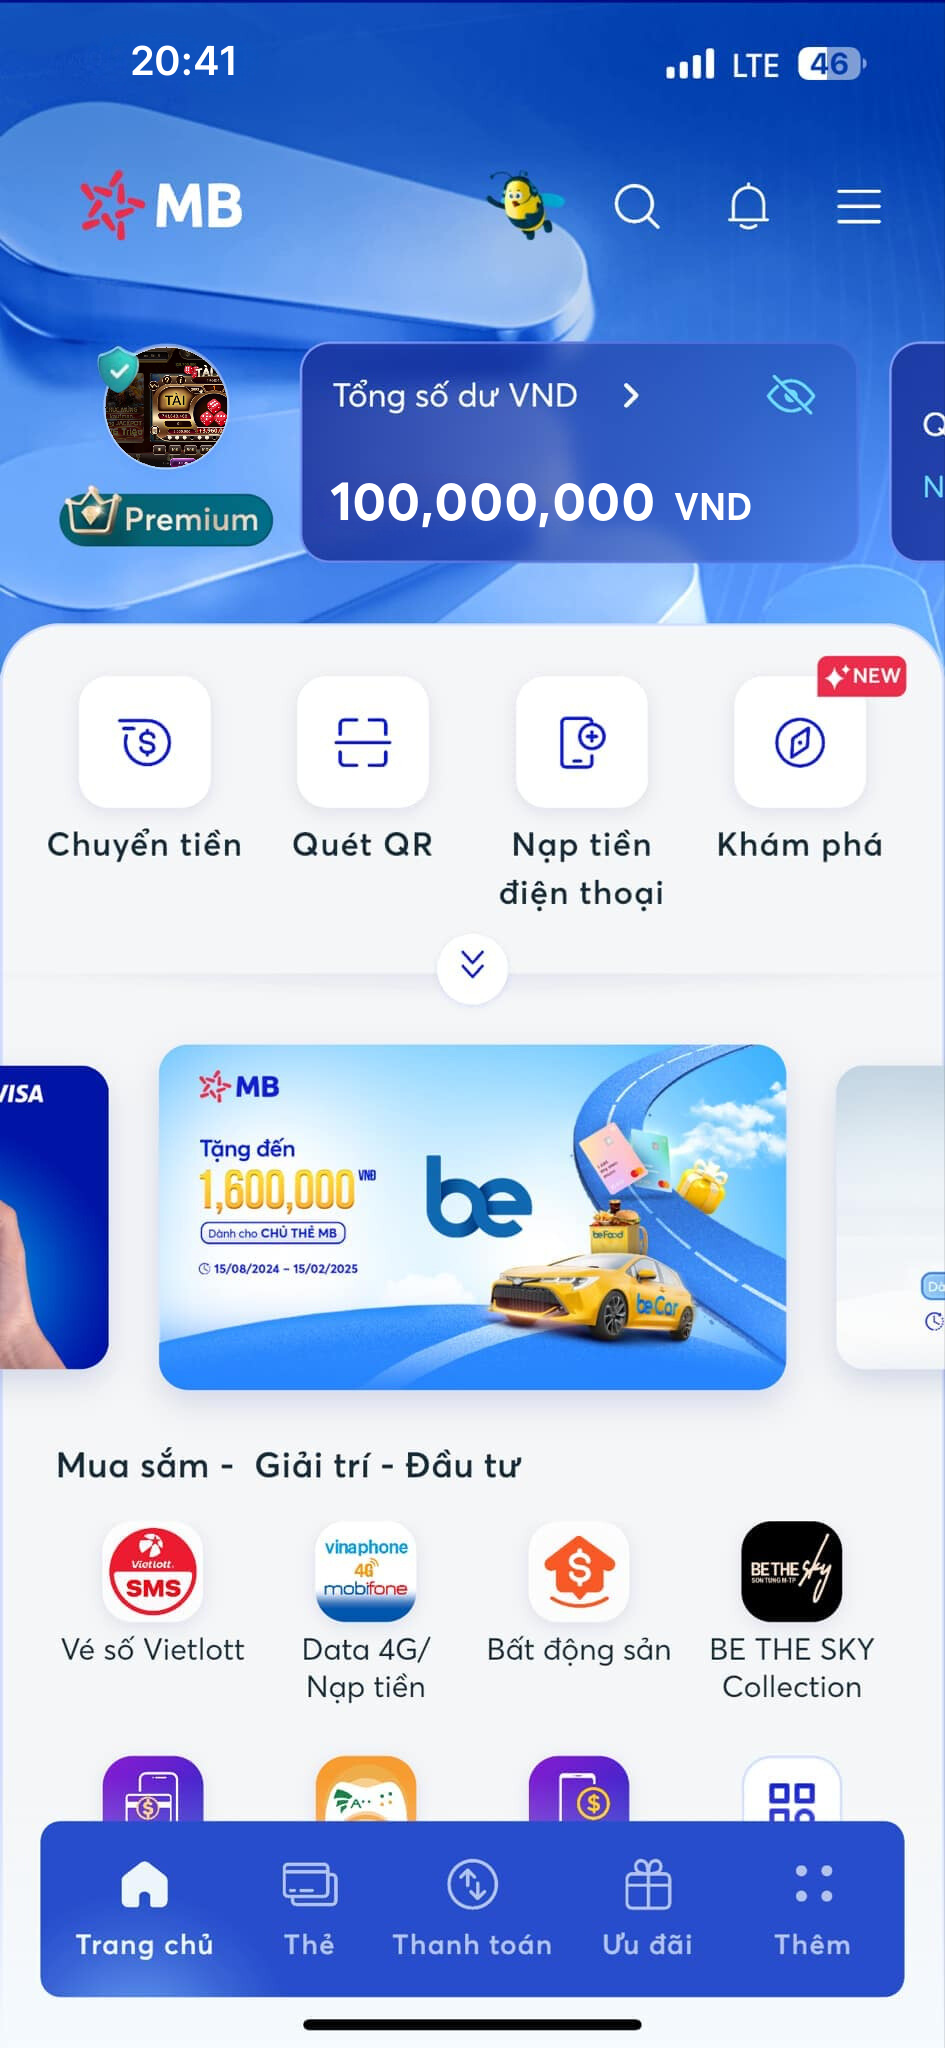 20:41
LTE
46
MB
TÀI
Premium
Tổng số dư VND
100,000,000 VND
NEW
Chuyển tiền
Quét QR
Nạp tiền
điện thoại
Khám phá
VISA
MB
Tặng đến
1,600,000 VNĐ
Dành cho CHỦ THẺ MB
15/08/2024 – 15/02/2025
be
beFood
beCar
Mua sắm - Giải trí - Đầu tư
Vietlott.
SMS
vinaphone
4G
mobifone
BE THE sky
SON TUNG M-TP
Vé số Vietlott
Data 4G/
Nạp tiền
Bất động sản
BE THE SKY
Collection
Trang chủ
Thẻ
Thanh toán
Ưu đãi
Thêm